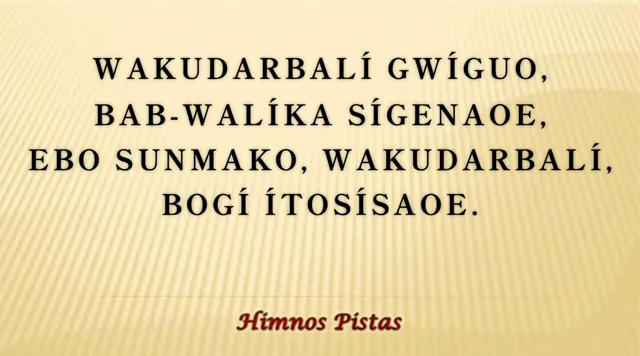 WAKUDARBALÍ GWÍGUO,
BAB-WALÍKA SÍGENAOE,
EBO SUNMAKO, WAKUDARBALÍ,
BOGÍ ÍTOSÍSAOE.
Himnos Pistas